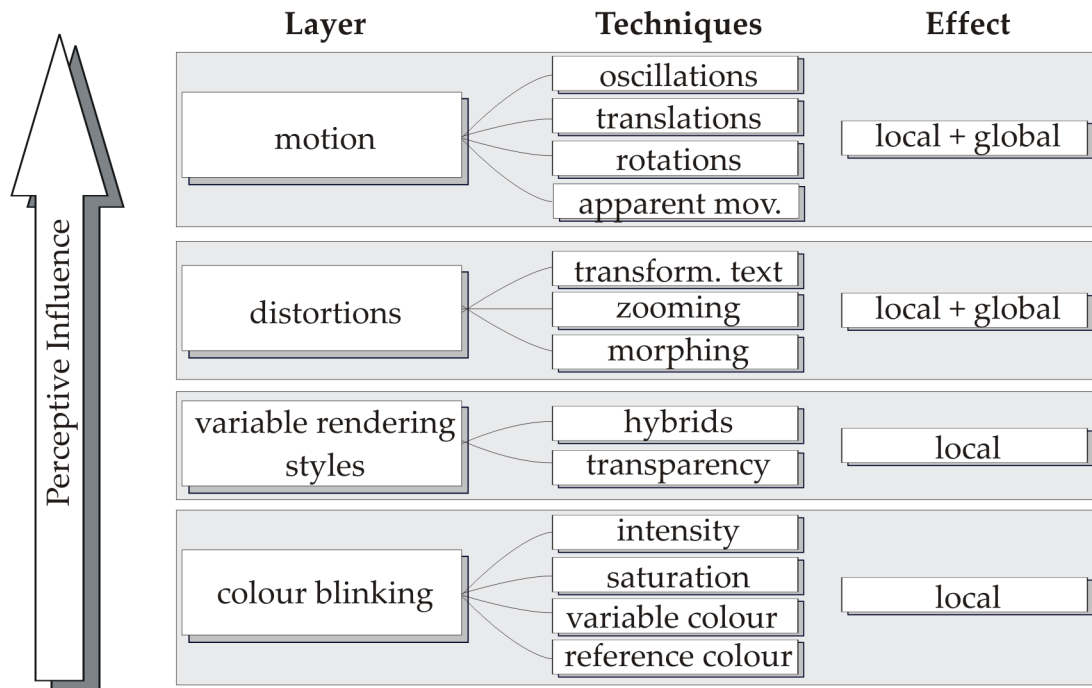 Layer
Techniques
Effect
Perceptive Influence
motion
oscillations
translations
rotations
apparent mov.
local + global
distortions
transform. text
zooming
morphing
local + global
variable rendering
styles
hybrids
transparency
local
colour blinking
intensity
saturation
variable colour
reference colour
local